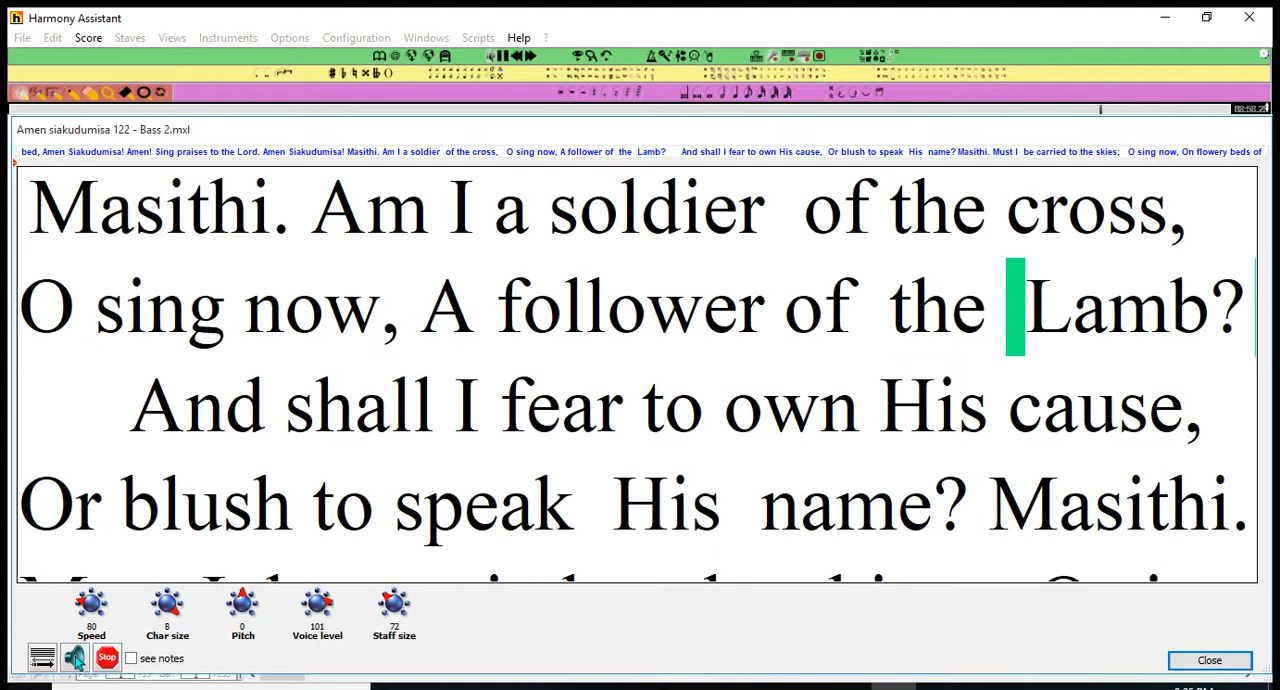 Harmony Assistant
File Edit Score Staves Views Instruments Options Configuration Windows Scripts Help ?
Amen siakudumisa 122 - Bass 2.mxl
bed, Amen Siakudumisa! Amen! Sing praises to the Lord. Amen Siakudumisa! Masithi. Am I a soldier of the cross, O sing now, A follower of the Lamb? And shall I fear to own His cause, Or blush to speak His name? Masithi. Must I be carried to the skies; O sing now, On flowery beds of
Masithi. Am I a soldier of the cross,
O sing now, A follower of the Lamb?
And shall I fear to own His cause,
Or blush to speak His name? Masithi.
80 8 0 101 72
Speed Char size Pitch Voice level Staff size
Stop see notes
Close